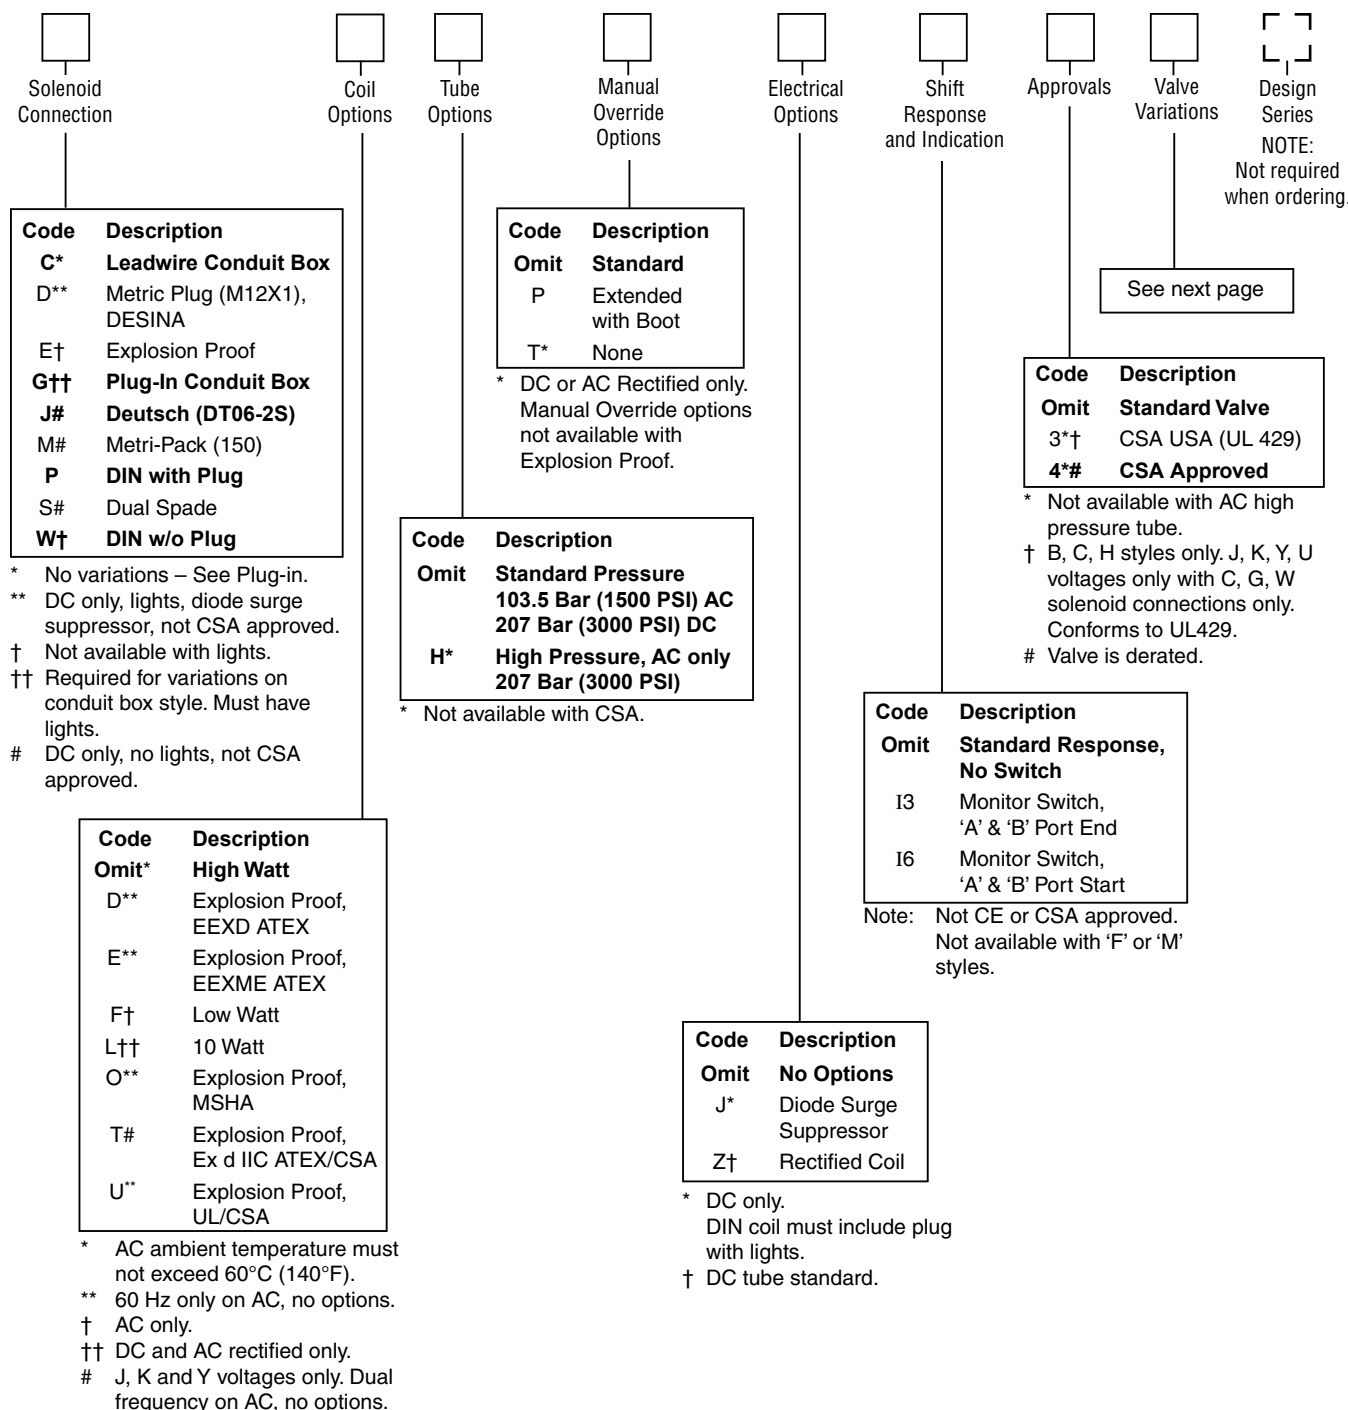 Solenoid
Connection
Coil
Options
Tube
Options
Manual
Override
Options
Electrical
Options
Shift
Response
and Indication
Approvals
Valve
Variations
Design
Series
NOTE:
Not required
when ordering.
Code Description
C* Leadwire Conduit Box
D** Metric Plug (M12X1),
DESINA
E† Explosion Proof
G†† Plug-In Conduit Box
J# Deutsch (DT06-2S)
M# Metri-Pack (150)
P DIN with Plug
S# Dual Spade
W† DIN w/o Plug
* No variations – See Plug-in.
** DC only, lights, diode surge
suppressor, not CSA approved.
† Not available with lights.
†† Required for variations on
conduit box style. Must have
lights.
# DC only, no lights, not CSA
approved.
Code Description
Omit Standard
P Extended
with Boot
T* None
* DC or AC Rectified only.
Manual Override options
not available with
Explosion Proof.
See next page
Code Description
Omit Standard Valve
3*† CSA USA (UL 429)
4*# CSA Approved
* Not available with AC high
pressure tube.
† B, C, H styles only. J, K, Y, U
voltages only with C, G, W
solenoid connections only.
Conforms to UL429.
# Valve is derated.
Code Description
Omit Standard Pressure
103.5 Bar (1500 PSI) AC
207 Bar (3000 PSI) DC
H* High Pressure, AC only
207 Bar (3000 PSI)
* Not available with CSA.
Code Description
Omit Standard Response,
No Switch
I3 Monitor Switch,
‘A’ & ‘B’ Port End
I6 Monitor Switch,
‘A’ & ‘B’ Port Start
Note: Not CE or CSA approved.
Not available with ‘F’ or ‘M’
styles.
Code Description
Omit* High Watt
D** Explosion Proof,
EEXD ATEX
E** Explosion Proof,
EEXME ATEX
F† Low Watt
L†† 10 Watt
O** Explosion Proof,
MSHA
T# Explosion Proof,
Ex d IIC ATEX/CSA
U** Explosion Proof,
UL/CSA
* AC ambient temperature must
not exceed 60°C (140°F).
** 60 Hz only on AC, no options.
† AC only.
†† DC and AC rectified only.
# J, K and Y voltages only. Dual
frequency on AC, no options.
Code Description
Omit No Options
J* Diode Surge
Suppressor
Z† Rectified Coil
* DC only.
DIN coil must include plug
with lights.
† DC tube standard.